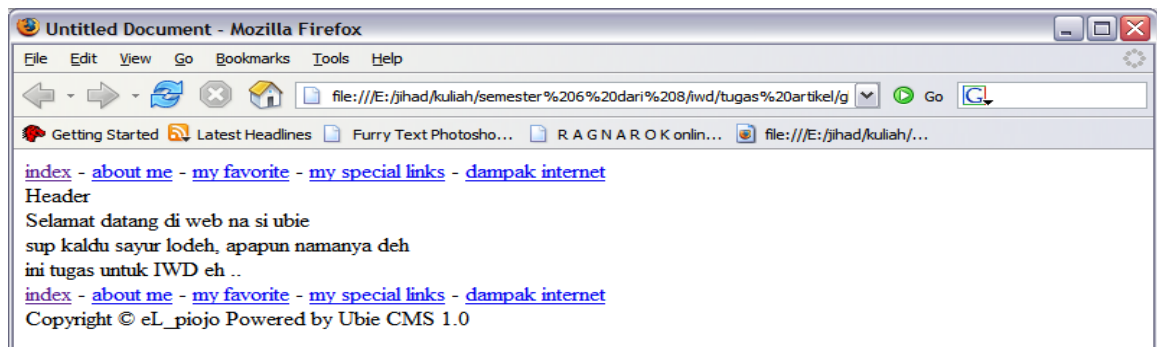 Untitled Document - Mozilla Firefox
File Edit View Go Bookmarks Tools Help
file:///E:/jihad/kuliah/semester%206%20dari%208/iwd/tugas%20artikel/g Go G
Getting Started Latest Headlines Furry Text Photosho... R A G N A R O K onlin... file:///E:/jihad/kuliah/...
index - about me - my favorite - my special links - dampak internet
Header
Selamat datang di web na si ubie
sup kaldu sayur lodeh, apapun namanya deh
ini tugas untuk IWD eh ..
index - about me - my favorite - my special links - dampak internet
Copyright © eL_piojo Powered by Ubie CMS 1.0